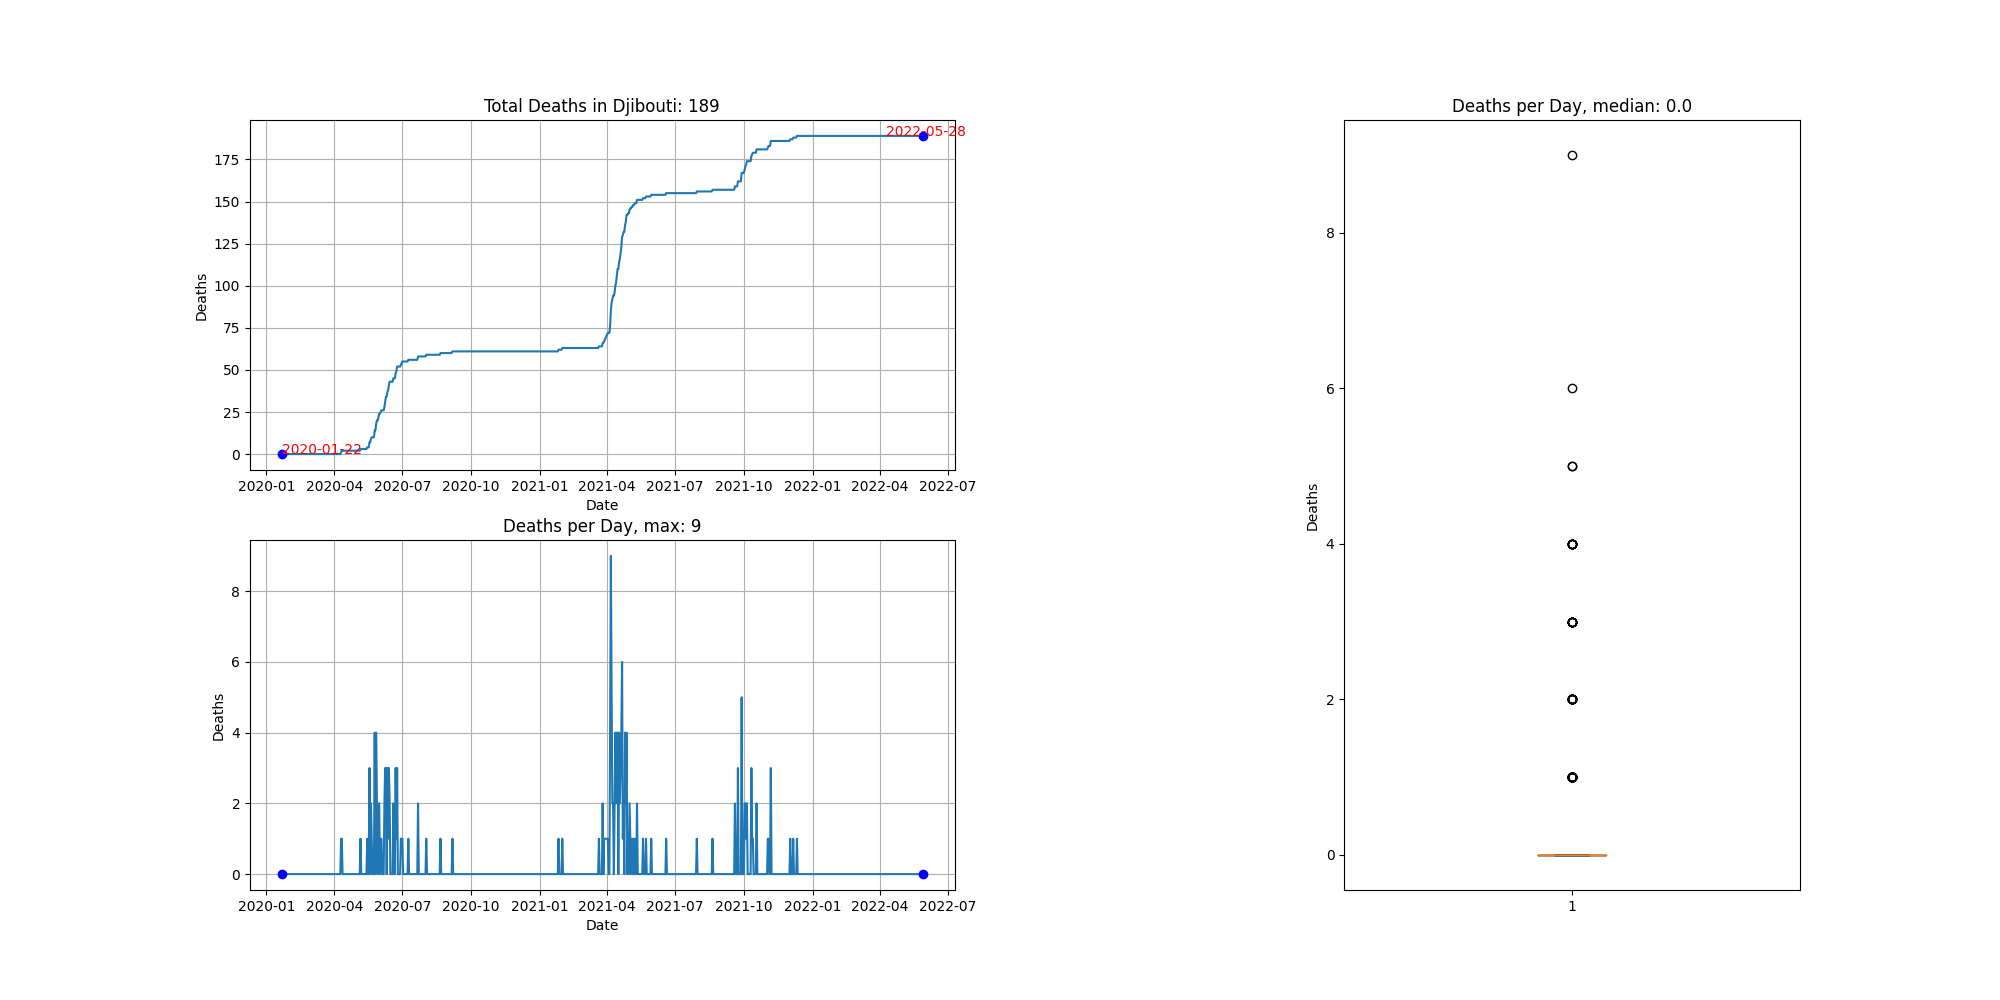 Total Deaths in Djibouti: 189
Deaths
175
150
125
100
75
50
25
0
2022-05-28
2020-01-22
2020-01 2020-04 2020-07 2020-10 2021-01 2021-04 2021-07 2021-10 2022-01 2022-04 2022-07
Date
Deaths per Day, max: 9
Deaths
8
6
4
2
0
2020-01 2020-04 2020-07 2020-10 2021-01 2021-04 2021-07 2021-10 2022-01 2022-04 2022-07
Date
Deaths per Day, median: 0.0
Deaths
8
6
4
2
0
1